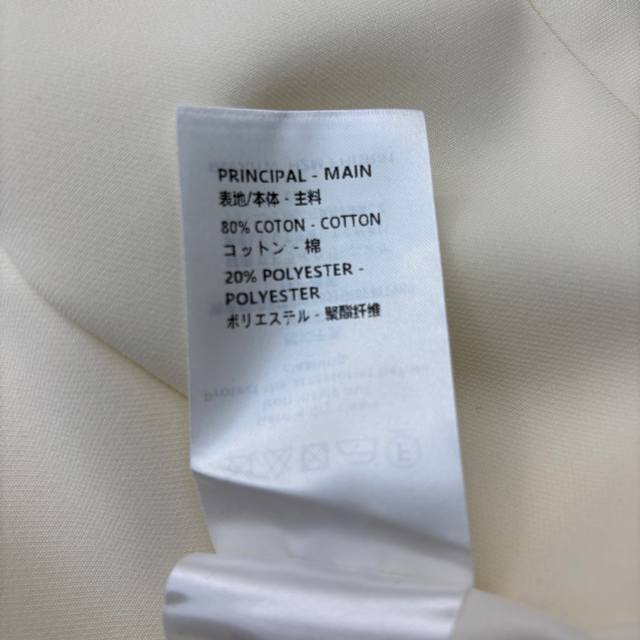 PRINCIPAL - MAIN
表地/本体 - 主料
80% COTON - COTTON
コットン - 棉
20% POLYESTER -
POLYESTER
ポリエステル - 聚酯纤维